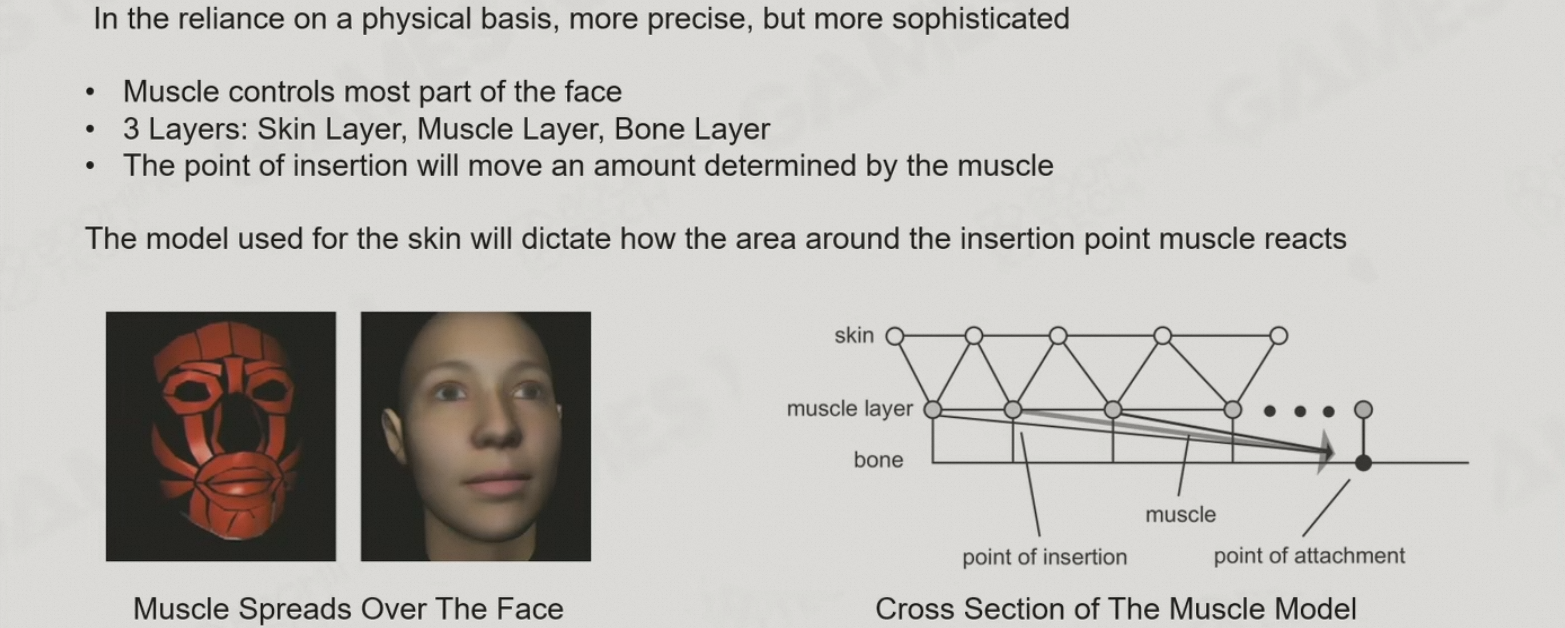 In the reliance on a physical basis, more precise, but more sophisticated
• Muscle controls most part of the face
• 3 Layers: Skin Layer, Muscle Layer, Bone Layer
• The point of insertion will move an amount determined by the muscle
The model used for the skin will dictate how the area around the insertion point muscle reacts
skin
muscle layer
bone
muscle
point of insertion
point of attachment
Muscle Spreads Over The Face
Cross Section of The Muscle Model